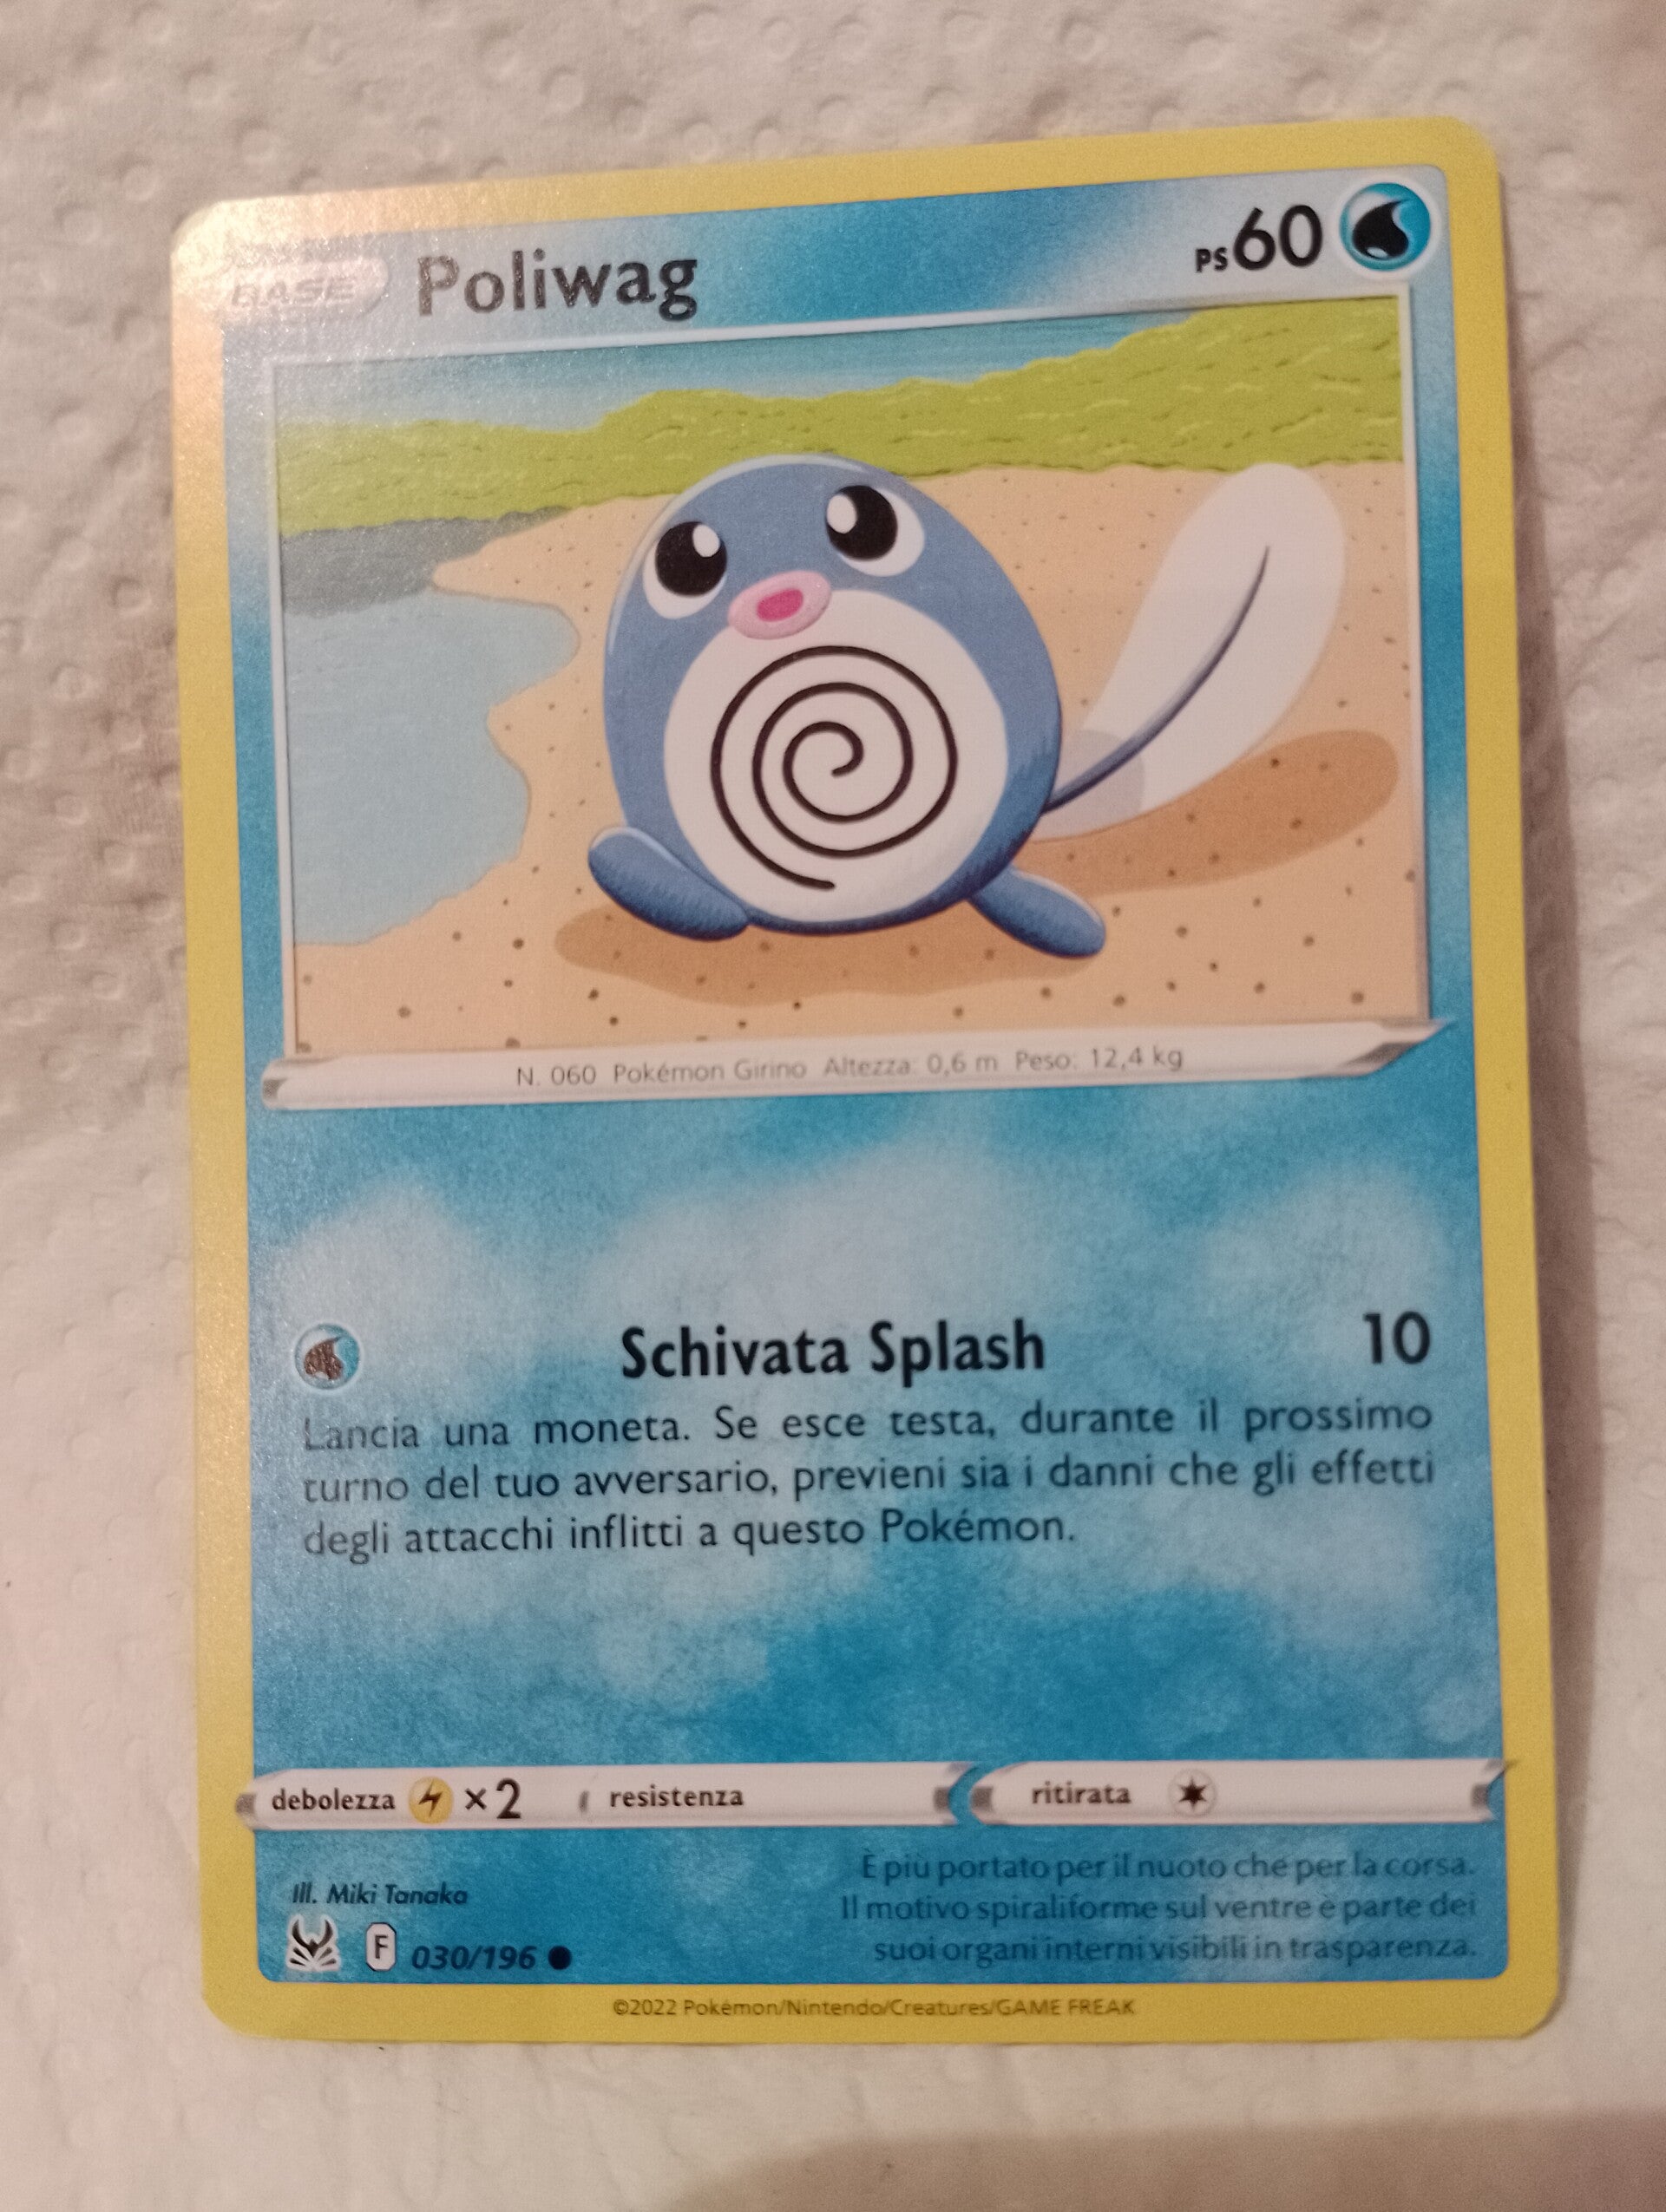 BASE Poliwag PS 60
N. 060 Pokémon Girino Altezza: 0,6 m Peso: 12,4 kg
Schivata Splash 10
Lancia una moneta. Se esce testa, durante il prossimo
turno del tuo avversario, previeni sia i danni che gli effetti
degli attacchi inflitti a questo Pokémon.
debolezza ×2 resistenza ritirata
È più portato per il nuoto che per la corsa.
Il motivo spiraliforme sul ventre è parte dei
suoi organi interni visibili in trasparenza.
Ill. Miki Tanaka
F 030/196
©2022 Pokémon/Nintendo/Creatures/GAME FREAK